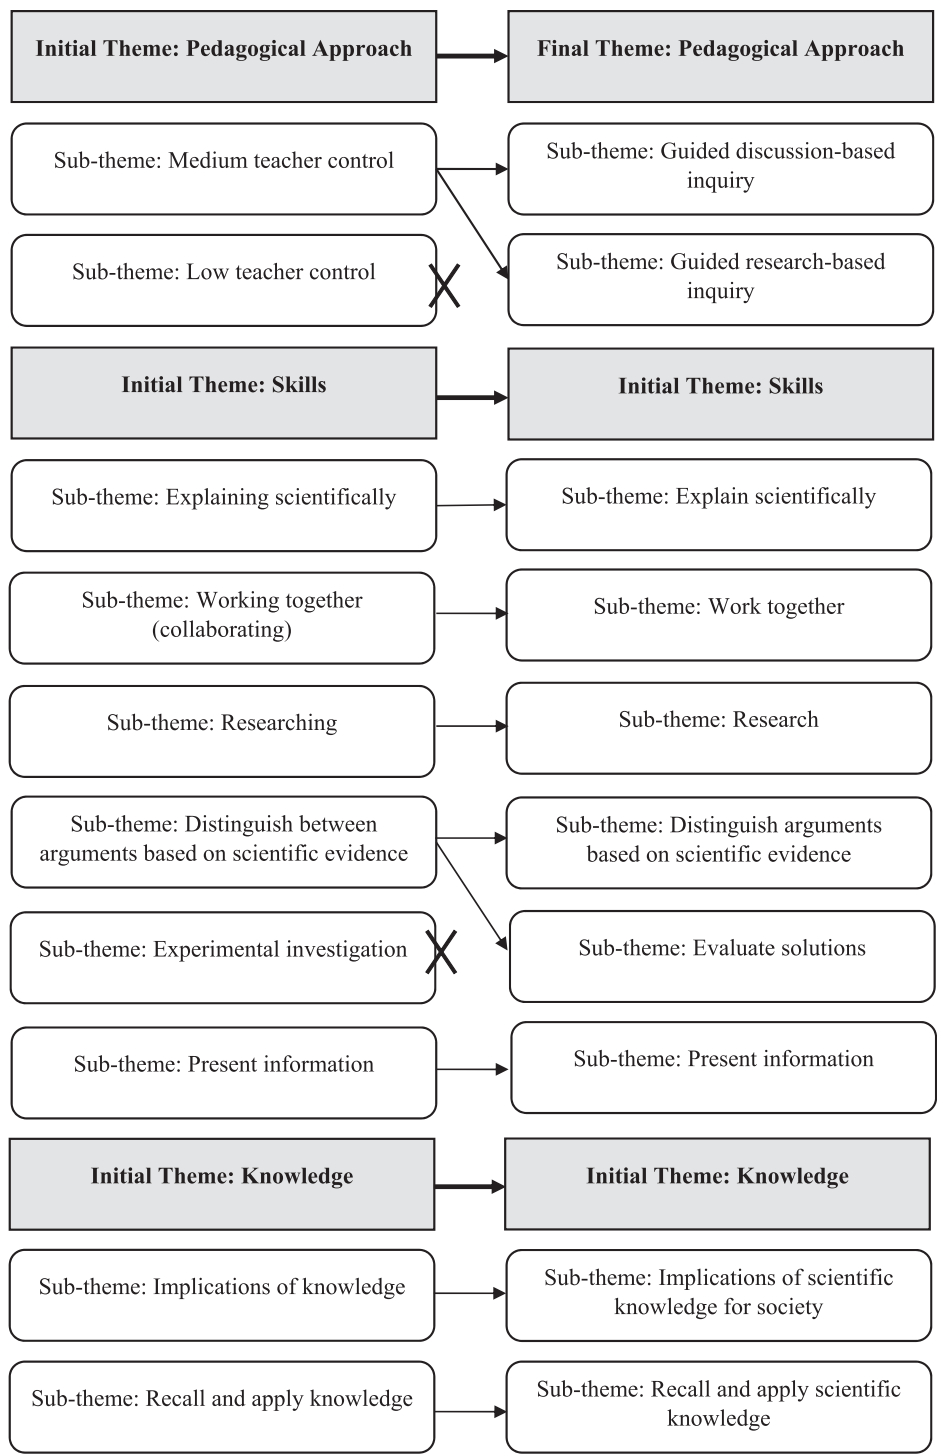 Initial Theme: Pedagogical Approach
Final Theme: Pedagogical Approach
Sub-theme: Medium teacher control
Sub-theme: Guided discussion-based
inquiry
Sub-theme: Low teacher control
Sub-theme: Guided research-based
inquiry
Initial Theme: Skills
Initial Theme: Skills
Sub-theme: Explaining scientifically
Sub-theme: Explain scientifically
Sub-theme: Working together
(collaborating)
Sub-theme: Work together
Sub-theme: Researching
Sub-theme: Research
Sub-theme: Distinguish between
arguments based on scientific evidence
Sub-theme: Distinguish arguments
based on scientific evidence
Sub-theme: Experimental investigation
Sub-theme: Evaluate solutions
Sub-theme: Present information
Sub-theme: Present information
Initial Theme: Knowledge
Initial Theme: Knowledge
Sub-theme: Implications of knowledge
Sub-theme: Implications of scientific
knowledge for society
Sub-theme: Recall and apply knowledge
Sub-theme: Recall and apply scientific
knowledge